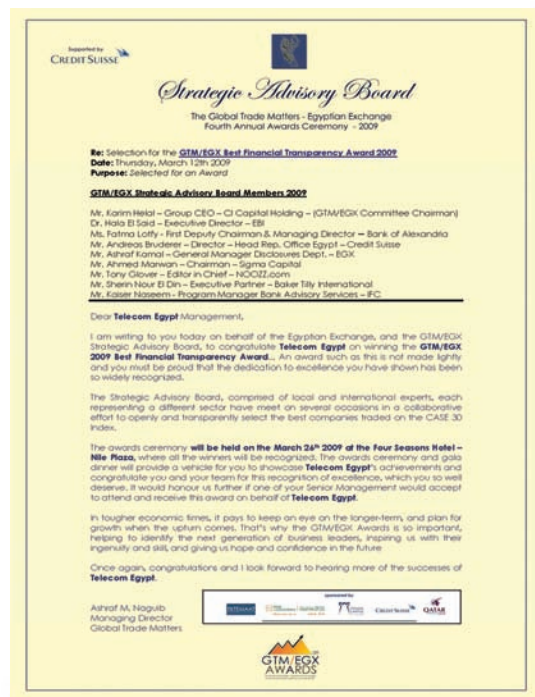 Supported by
CREDIT SUISSE
Strategic Advisory Board
The Global Trade Matters - Egyptian Exchange
Fourth Annual Awards Ceremony - 2009
Re: Selection for the GTM/EGX Best Financial Transparency Award 2009
Date: Thursday, March 12th 2009
Purpose: Selected for an Award
GTM/EGX Strategic Advisory Board Members 2009
Mr. Karim Helal – Group CEO – CI Capital Holding – (GTM/EGX Committee Chairman)
Dr. Hala El Said – Executive Director – EBI
Ms. Fatma Lotfy - First Deputy Chairman & Managing Director – Bank of Alexandria
Mr. Andreas Bruderer – Director – Head Rep. Office Egypt – Credit Suisse
Mr. Ashraf Kamal – General Manager Disclosures Dept. – EGX
Mr. Ahmed Marwan – Chairman – Sigma Capital
Mr. Tony Glover – Editor in Chief – NOOZZ.com
Mr. Sherin Nour El Din – Executive Partner – Baker Tilly International
Mr. Kaiser Naseem – Program Manager Bank Advisory Services – IFC
Dear Telecom Egypt Management,
I am writing to you today on behalf of the Egyptian Exchange, and the GTM/EGX
Strategic Advisory Board, to congratulate Telecom Egypt on winning the GTM/EGX
2009 Best Financial Transparency Award... An award such as this is not made lightly
and you must be proud that the dedication to excellence you have shown has been
so widely recognized.
The Strategic Advisory Board, comprised of local and international experts, each
representing a different sector have meet on several occasions in a collaborative
effort to openly and transparently select the best companies traded on the CASE 30
Index.
The awards ceremony will be held on the March 26th 2009 at the Four Seasons Hotel –
Nile Plaza, where all the winners will be recognized. The awards ceremony and gala
dinner will provide a vehicle for you to showcase Telecom Egypt's achievements and
congratulate you and your team for this recognition of excellence, which you so well
deserve. It would honour us further if one of your Senior Management would accept
to attend and receive this award on behalf of Telecom Egypt.
In tougher economic times, it pays to keep an eye on the longer-term, and plan for
growth when the upturn comes. That's why the GTM/EGX Awards is so important,
helping to identify the next generation of business leaders, inspiring us with their
ingenuity and skill, and giving us hope and confidence in the future
Once again, congratulations and I look forward to hearing more of the successes of
Telecom Egypt.
Ashraf M. Naguib
Managing Director
Global Trade Matters
sponsored by
CREDIT SUISSE
QATAR
GTM/EGX
AWARDS